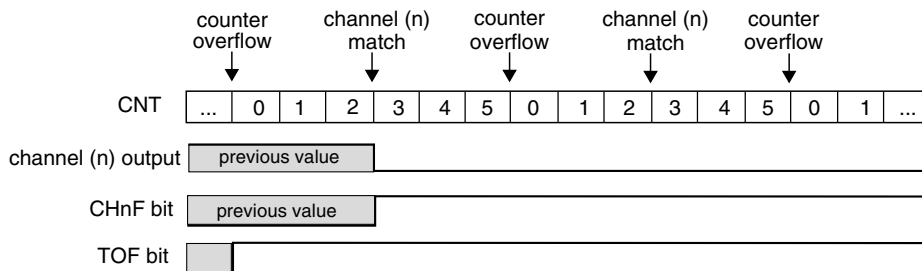 counter overflow
channel (n) match
counter overflow
channel (n) match
counter overflow
CNT ... 0 1 2 3 4 5 0 1 2 3 4 5 0 1 ...
channel (n) output previous value
CHnF bit previous value
TOF bit